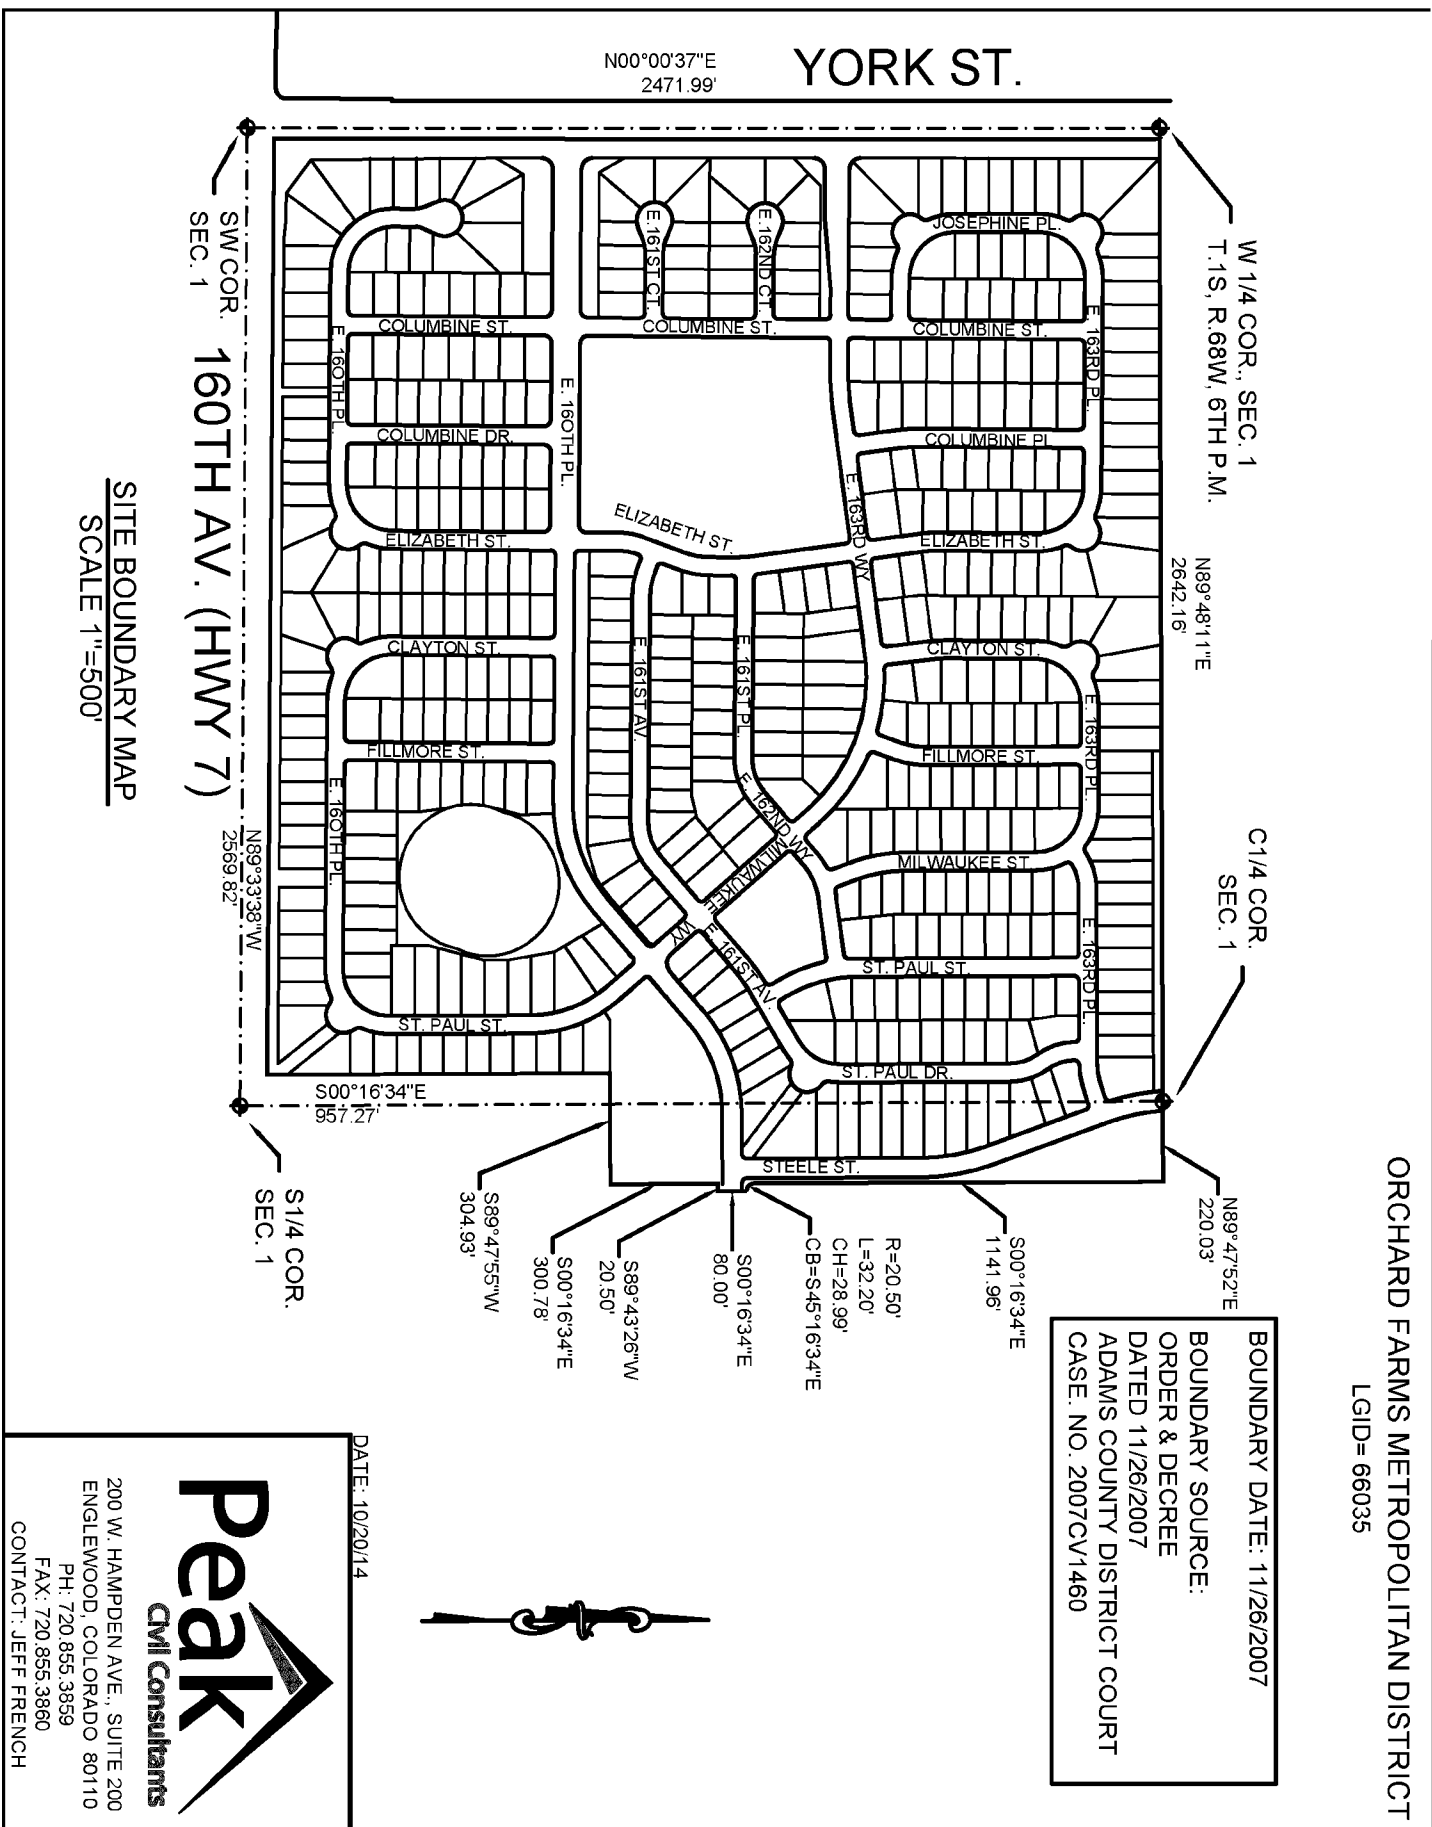 ORCHARD FARMS METROPOLITAN DISTRICT
LGID= 66035
BOUNDARY DATE: 11/26/2007
BOUNDARY SOURCE:
ORDER & DECREE
DATED 11/26/2007
ADAMS COUNTY DISTRICT COURT
CASE. NO. 2007CV1460
W 1/4 COR., SEC. 1
T.1S, R.68W, 6TH P.M.
N89°48'11"E
2642.16'
C1/4 COR.
SEC. 1
N89°47'52"E
220.03'
YORK ST.
N00°00'37"E
2471.99'
S00°16'34"E
1141.96'
R=20.50'
L=32.20'
CH=28.99'
CB=S45°16'34"E
S00°16'34"E
80.00'
S89°43'26"W
20.50'
S00°16'34"E
300.78'
S89°47'55"W
304.93'
S00°16'34"E
957.27'
JOSEPHINE PL.
E. 163RD PL.
COLUMBINE ST.
COLUMBINE PL
ELIZABETH ST.
CLAYTON ST.
E. 163RD PL.
FILLMORE ST.
MILWAUKEE ST
E. 163RD PL.
ST. PAUL ST.
ST. PAUL DR.
STEELE ST.
E. 163RD WY
E. 162ND CT.
E. 161ST CT.
COLUMBINE ST.
ELIZABETH ST.
E. 161ST PL.
E. 162ND WY
MILWAUKEE WY
E. 161ST AV.
E. 161ST AV.
E. 160TH PL.
COLUMBINE ST.
COLUMBINE DR.
ELIZABETH ST.
CLAYTON ST.
FILLMORE ST.
ST. PAUL ST.
E. 160TH PL.
E. 160TH PL.
SW COR.
SEC. 1
160TH AV. (HWY 7)
N89°33'38"W
2569.82'
S1/4 COR.
SEC. 1
SITE BOUNDARY MAP
SCALE 1"=500'
DATE: 10/20/14
Peak
Civil Consultants
200 W. HAMPDEN AVE., SUITE 200
ENGLEWOOD, COLORADO 80110
PH: 720.855.3859
FAX: 720.855.3860
CONTACT: JEFF FRENCH